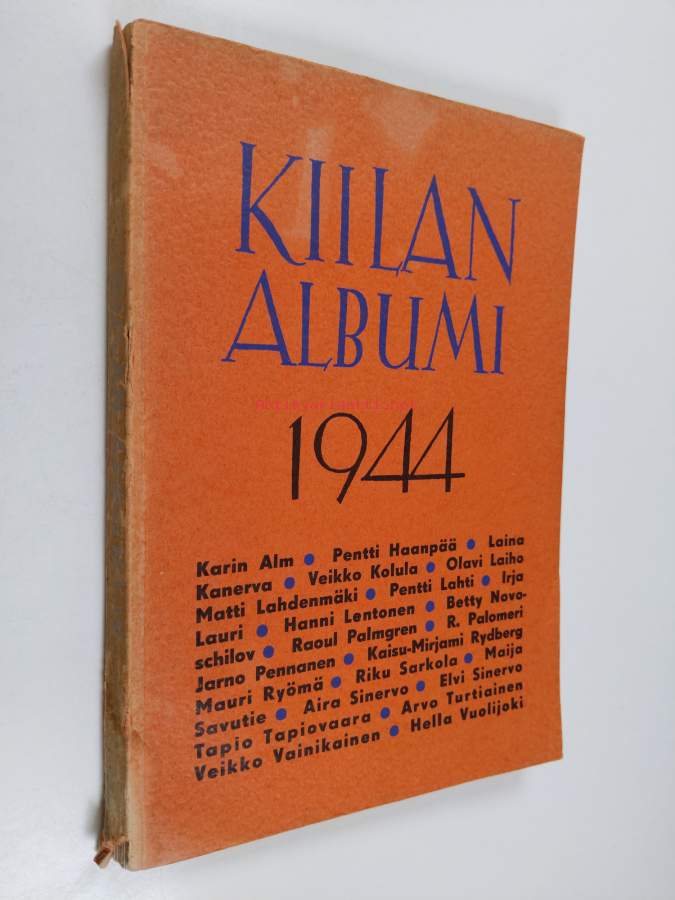 KIILAN
ALBUMI
1944
Karin Alm • Pentti Haanpää • Laina
Kanerva • Veikko Kolula • Olavi Laiho
Matti Lahdenmäki • Pentti Lahti • Irja
Lauri • Hanni Lentonen • Betty Novo-
schilov • Raoul Palmgren • R. Palomeri
Jarno Pennanen • Kaisu-Mirjami Rydberg
Mauri Ryömä • Riku Sarkola • Maija
Savutie • Aira Sinervo • Elvi Sinervo
Tapio Tapiovaara • Arvo Turtiainen
Veikko Vainikainen • Hella Vuolijoki